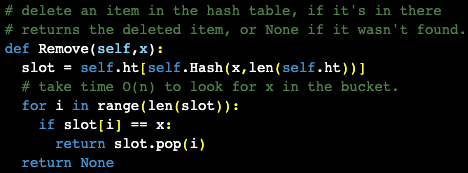 # delete an item in the hash table, if it's in there
# returns the deleted item, or None if it wasn't found.
def Remove(self,x):
  slot = self.ht[self.Hash(x,len(self.ht))]
  # take time O(n) to look for x in the bucket.
  for i in range(len(slot)):
    if slot[i] == x:
      return slot.pop(i)
  return None